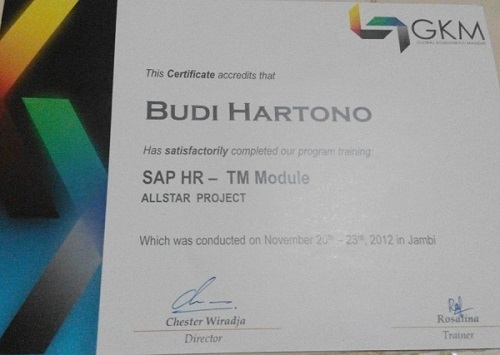 GKM
This Certificate accredits that
BUDI HARTONO
Has satisfactorily completed our program training:
SAP HR – TM Module
ALLSTAR PROJECT
Which was conducted on November 20th – 23rd, 2012 in Jambi
Chester Wiradja
Director
Rosalina
Trainer